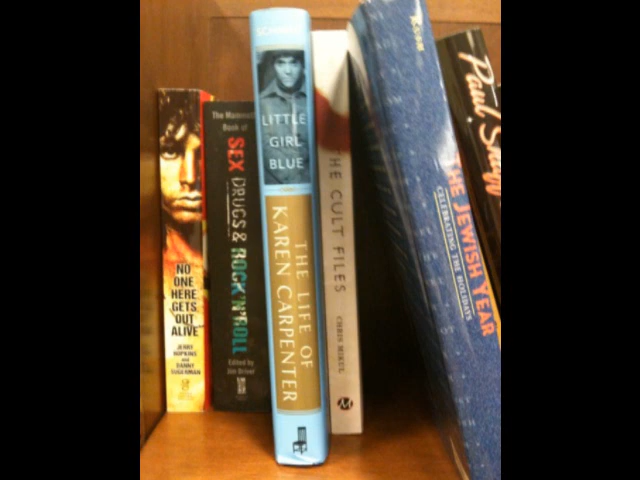 NO
ONE
HERE
GETS
OUT
ALIVE
JERRY
HOPKINS
AND
DANNY
SUGERMAN
The Mammoth
Book of
SEX DRUGS & ROCK 'N' ROLL
Edited by
Jim Driver
LITTLE
GIRL
BLUE
THE LIFE OF
KAREN CARPENTER
THE CULT FILES
CHRIS MIKUL
THE JEWISH YEAR
CELEBRATING THE HOLIDAYS
Paul